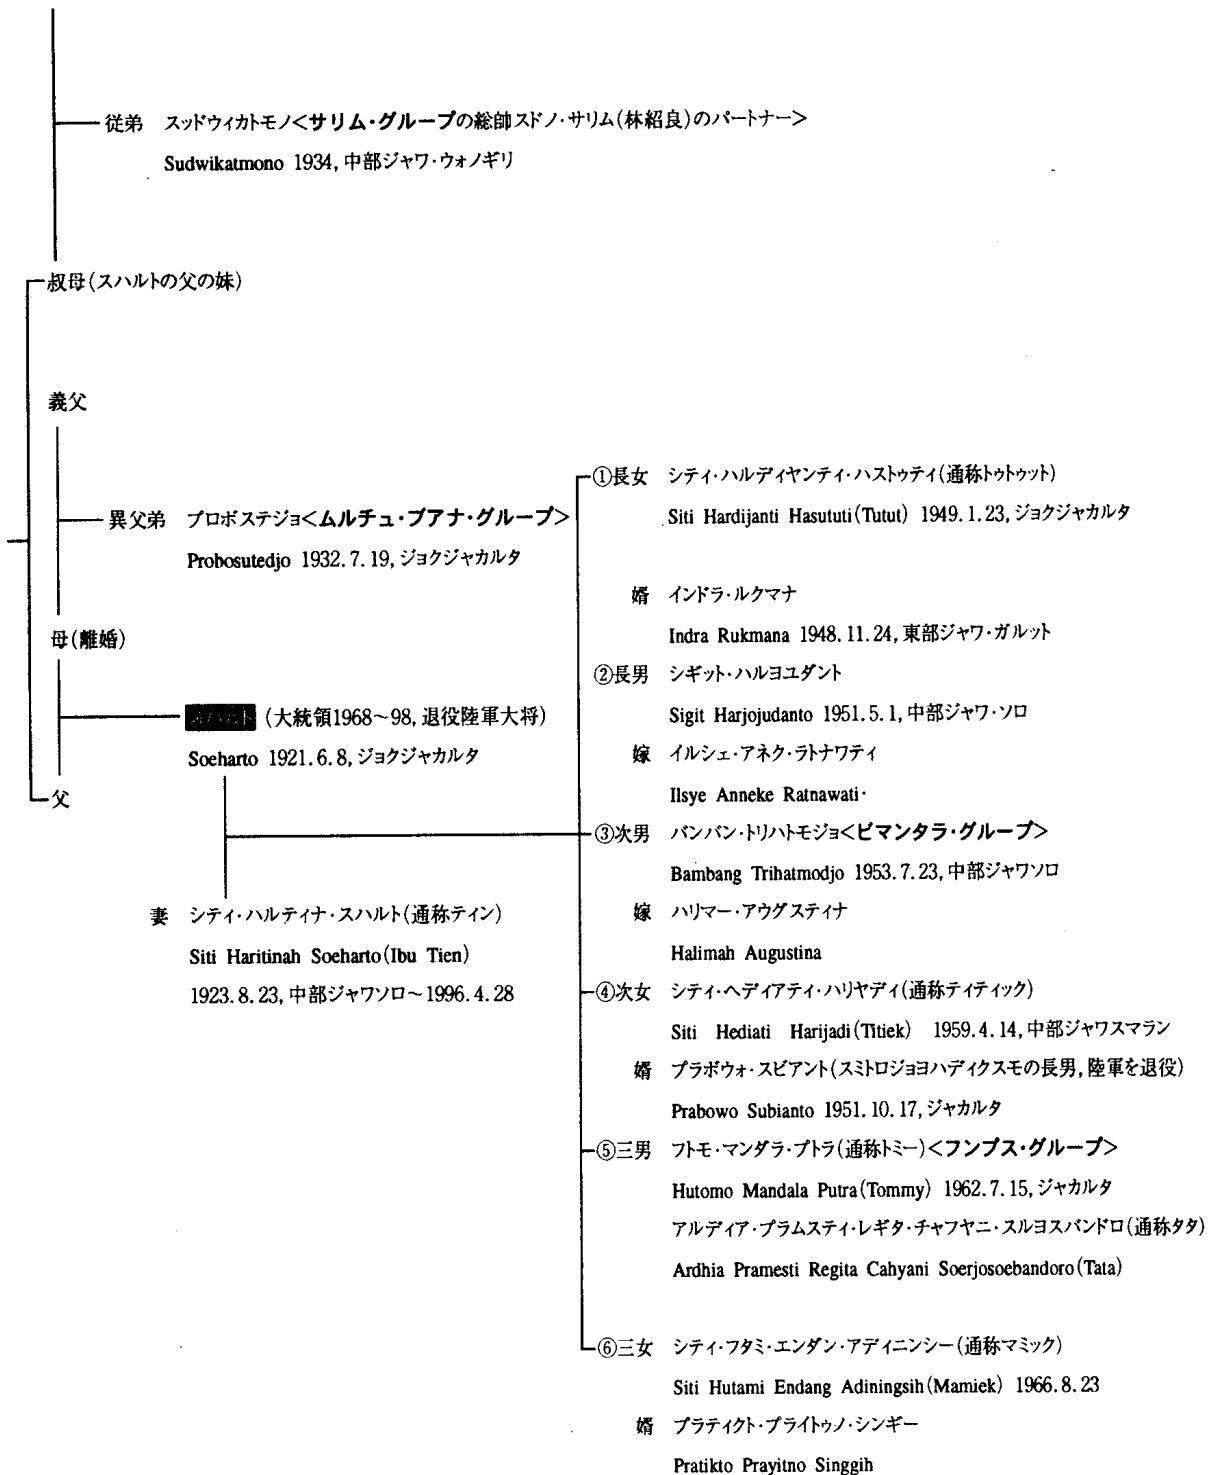 従弟 スッドウィカトモノ<サリム・グループの総帥スドノ・サリム(林紹良)のパートナー>
Sudwikatmono 1934, 中部ジャワ・ウォノギリ
叔母(スハルトの父の妹)
義父
異父弟 プロボステジョ<ムルチュ・ブアナ・グループ>
Probosutedjo 1932.7.19, ジョクジャカルタ
母(離婚)
(大統領1968～98, 退役陸軍大将)
Soeharto 1921.6.8, ジョクジャカルタ
父
妻 シティ・ハルティナ・スハルト(通称ティン)
Siti Haritinah Soeharto(Ibu Tien)
1923.8.23, 中部ジャワソロ～1996.4.28
①長女 シティ・ハルディヤンティ・ハストゥティ(通称トゥトゥット)
Siti Hardijanti Hasututi(Tutut) 1949.1.23, ジョクジャカルタ
婿 インドラ・ルクマナ
Indra Rukmana 1948.11.24, 東部ジャワ・ガルット
②長男 シギット・ハルヨユダント
Sigit Harjojudanto 1951.5.1, 中部ジャワ・ソロ
嫁 イルシェ・アネク・ラトナワティ
Ilsye Anneke Ratnawati
③次男 バンバン・トリハトモジョ<ビマンタラ・グループ>
Bambang Trihatmodjo 1953.7.23, 中部ジャワソロ
嫁 ハリマー・アウグスティナ
Halimah Augustina
④次女 シティ・ヘディアティ・ハリヤディ(通称ティティック)
Siti Hediati Harijadi(Titiek) 1959.4.14, 中部ジャワスマラン
婿 プラボウォ・スビアント(スミトロジョヨハディクスモの長男, 陸軍を退役)
Prabowo Subianto 1951.10.17, ジャカルタ
⑤三男 フトモ・マンダラ・プトラ(通称トミー)<フンプス・グループ>
Hutomo Mandala Putra(Tommy) 1962.7.15, ジャカルタ
アルディア・プラムスティ・レギタ・チャフヤニ・スルヨスバンドロ(通称タタ)
Ardhia Pramesti Regita Cahyani Soerjosoebandoro(Tata)
⑥三女 シティ・フタミ・エンダン・アディニンシー(通称マミック)
Siti Hutami Endang Adiningsih(Mamiek) 1966.8.23
婿 プラティクト・プライトゥノ・シンギー
Pratikto Prayitno Singgih